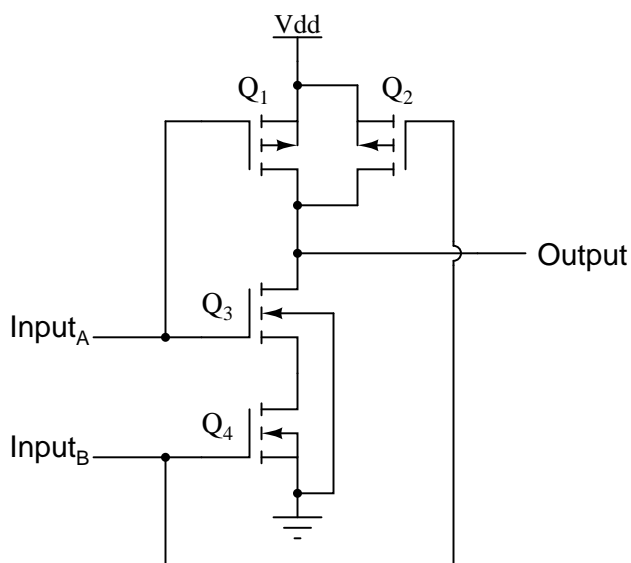 Vdd
Q1 Q2
Output
Q3
InputA
Q4
InputB